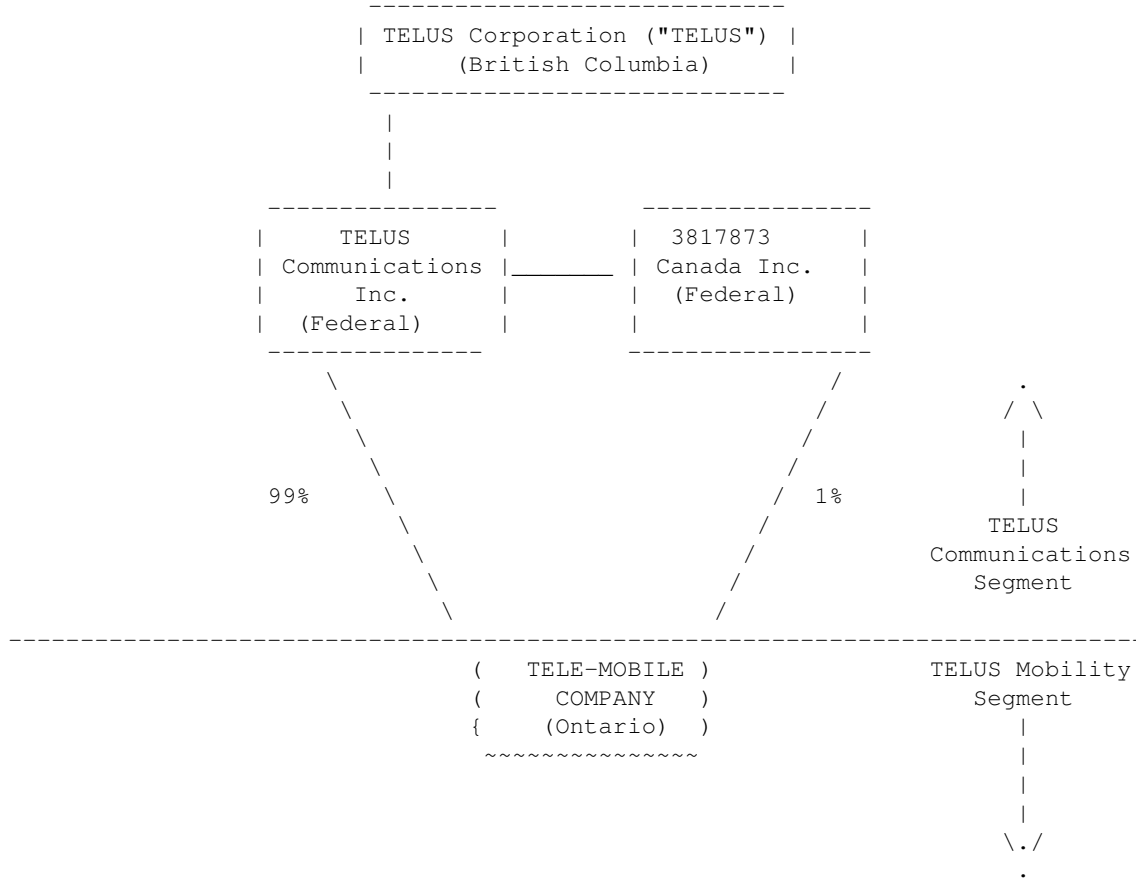 TELUS Corporation ("TELUS")
(British Columbia)
TELUS
Communications
Inc.
(Federal)
3817873
Canada Inc.
(Federal)
99%
1%
TELUS
Communications
Segment
TELE-MOBILE
COMPANY
(Ontario)
TELUS Mobility
Segment